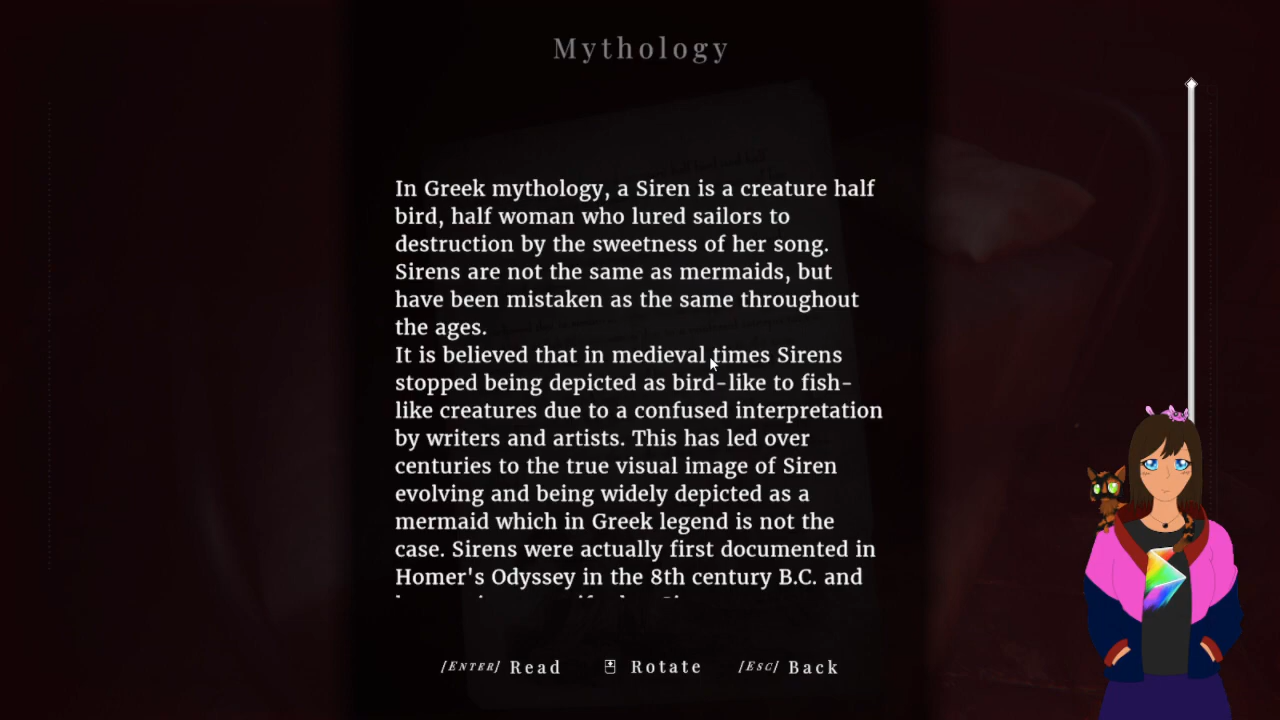 Mythology
In Greek mythology, a Siren is a creature half
bird, half woman who lured sailors to
destruction by the sweetness of her song.
Sirens are not the same as mermaids, but
have been mistaken as the same throughout
the ages.
It is believed that in medieval times Sirens
stopped being depicted as bird-like to fish-
like creatures due to a confused interpretation
by writers and artists. This has led over
centuries to the true visual image of Siren
evolving and being widely depicted as a
mermaid which in Greek legend is not the
case. Sirens were actually first documented in
Homer's Odyssey in the 8th century B.C. and
[ENTER] Read
Rotate
[ESC] Back